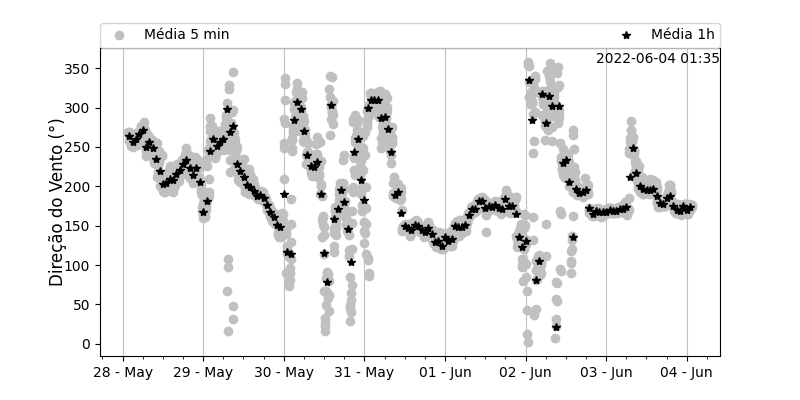 Média 5 min
Média 1h
2022-06-04 01:35
Direção do Vento (°)
350
300
250
200
150
100
50
0
28 - May 29 - May 30 - May 31 - May 01 - Jun 02 - Jun 03 - Jun 04 - Jun